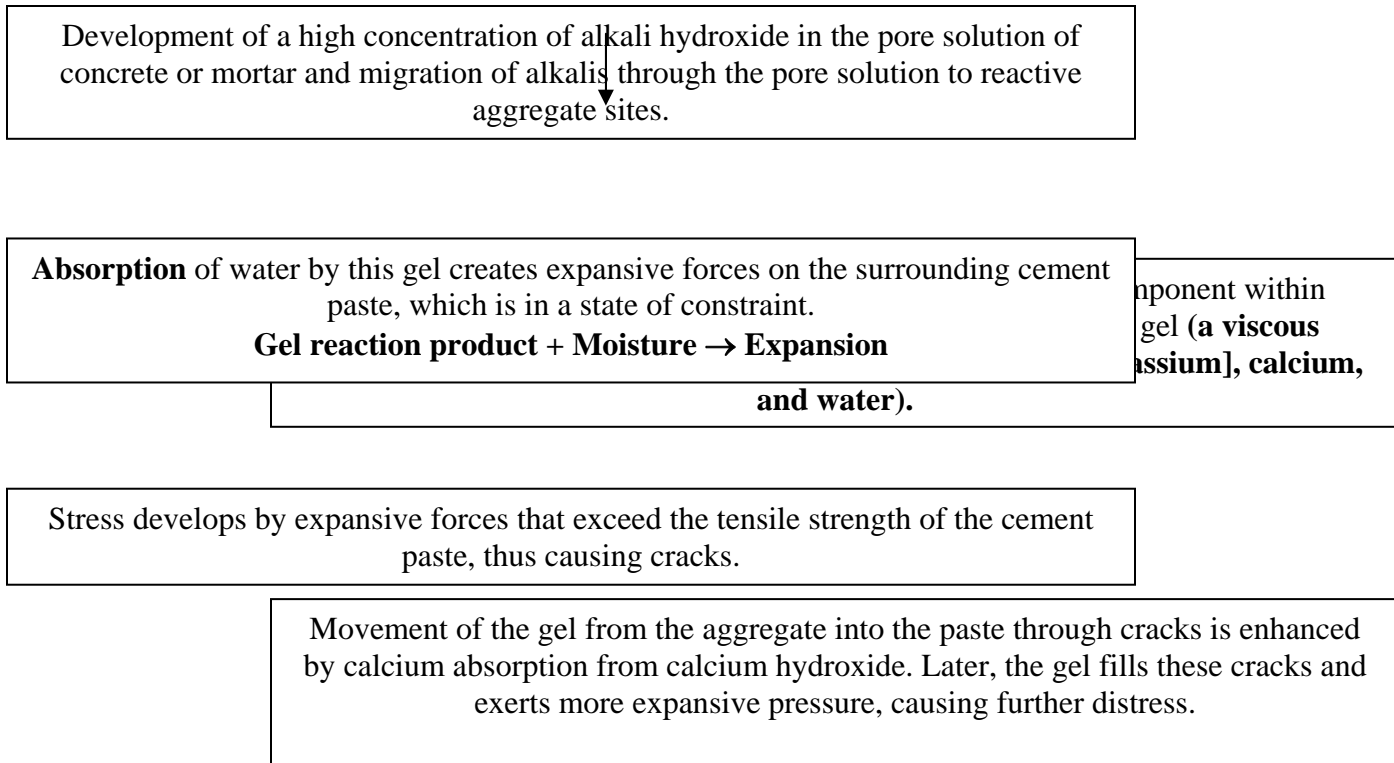 Development of a high concentration of alkali hydroxide in the pore solution of
concrete or mortar and migration of alkalis through the pore solution to reactive
aggregate sites.
Absorption of water by this gel creates expansive forces on the surrounding cement
paste, which is in a state of constraint.
Gel reaction product + Moisture → Expansion
within
gel (a viscous
calcium,
and water).
Stress develops by expansive forces that exceed the tensile strength of the cement
paste, thus causing cracks.
Movement of the gel from the aggregate into the paste through cracks is enhanced
by calcium absorption from calcium hydroxide. Later, the gel fills these cracks and
exerts more expansive pressure, causing further distress.